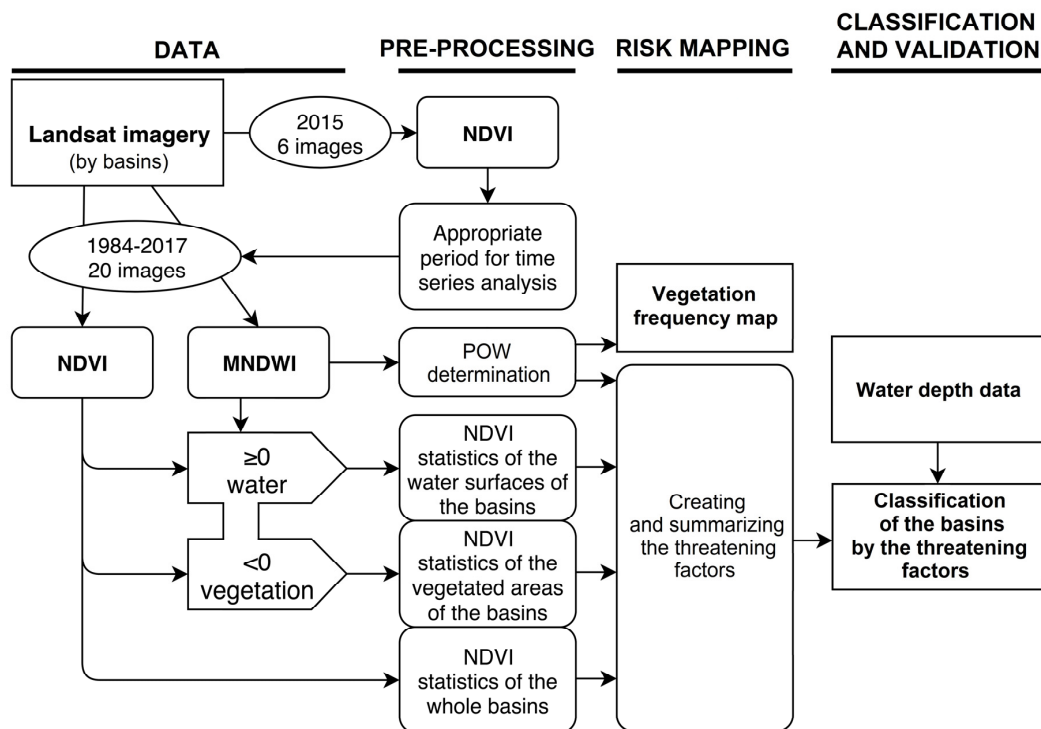 DATA
PRE-PROCESSING
RISK MAPPING
CLASSIFICATION
AND VALIDATION
Landsat imagery
(by basins)
2015
6 images
NDVI
1984-2017
20 images
Appropriate
period for time
series analysis
NDVI
MNDWI
POW
determination
Vegetation
frequency map
Water depth data
≥0
water
<0
vegetation
NDVI
statistics of the
water surfaces of
the basins
NDVI
statistics of the
vegetated areas
of the basins
NDVI
statistics of the
whole basins
Creating
and summarizing
the threatening
factors
Classification
of the basins
by the threatening
factors